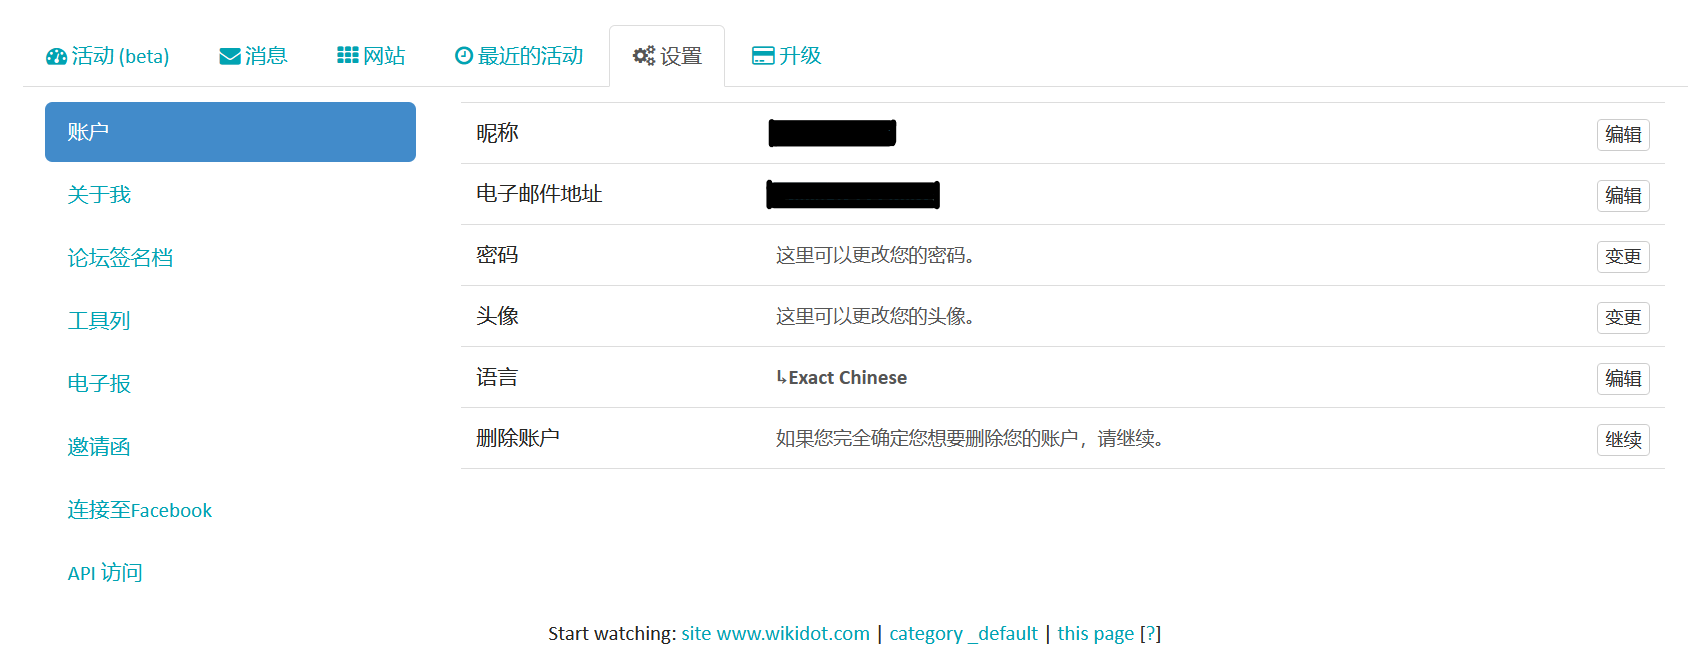 活动 (beta) 消息 网站 最近的活动 设置 升级
账户
关于我
论坛签名档
工具列
电子报
邀请函
连接至Facebook
API 访问
昵称 编辑
电子邮件地址 编辑
密码 这里可以更改您的密码。 变更
头像 这里可以更改您的头像。 变更
语言 ↳Exact Chinese 编辑
删除账户 如果您完全确定您想要删除您的账户，请继续。 继续
Start watching: site www.wikidot.com | category _default | this page [?]